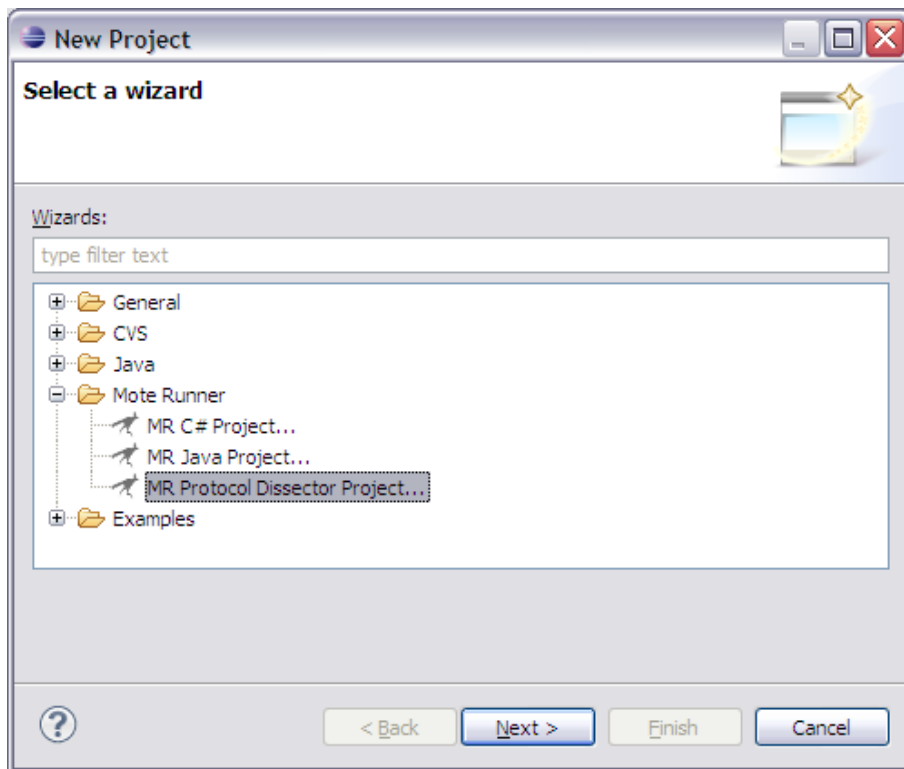 New Project
Select a wizard
Wizards:
type filter text
General
CVS
Java
Mote Runner
MR C# Project...
MR Java Project...
MR Protocol Dissector Project...
Examples
? < Back Next > Finish Cancel